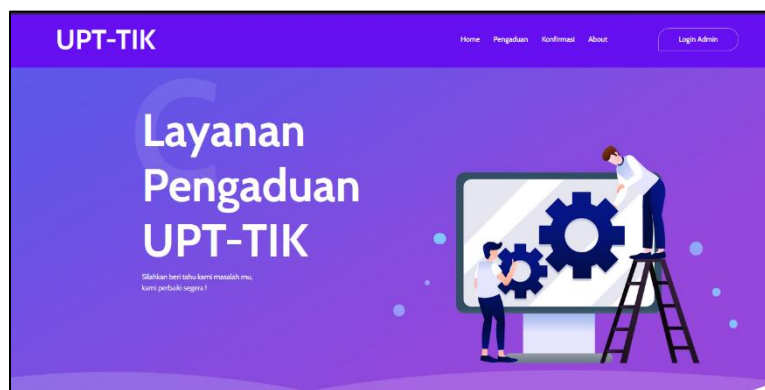 UPT-TIK
Home Pengaduan Konfirmasi About Login Admin
C
Layanan
Pengaduan
UPT-TIK
Silahkan beri tahu kami masalah mu,
kami perbaiki segera !